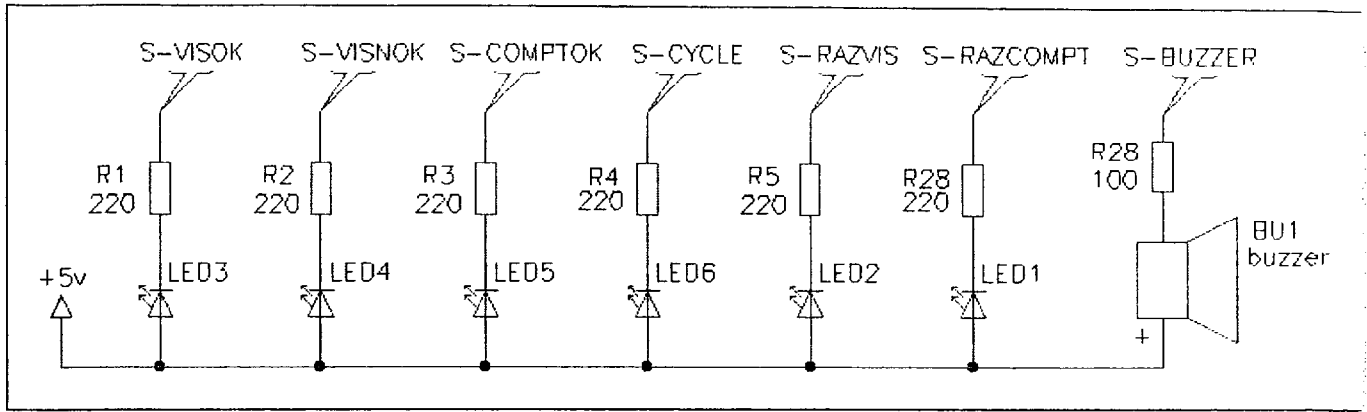 S-VISOK S-VISNOK S-COMPTOK S-CYCLE S-RAZVIS S-RAZCOMPT S-BUZZER
R1 R2 R3 R4 R5 R28 R28
220 220 220 220 220 220 100
BU1
buzzer
+5v LED3 LED4 LED5 LED6 LED2 LED1
+